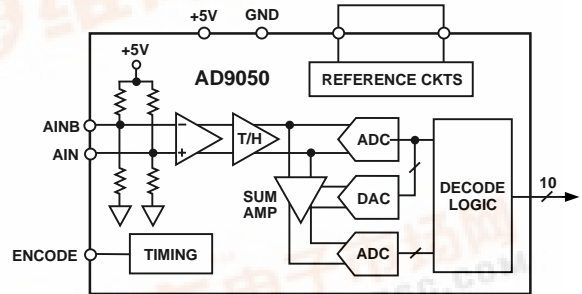 +5V
GND
+5V
AD9050
REFERENCE CKTS
AINB
−
T/H
ADC
AIN
+
SUM
AMP
DAC
DECODE
LOGIC
10
ENCODE
TIMING
ADC